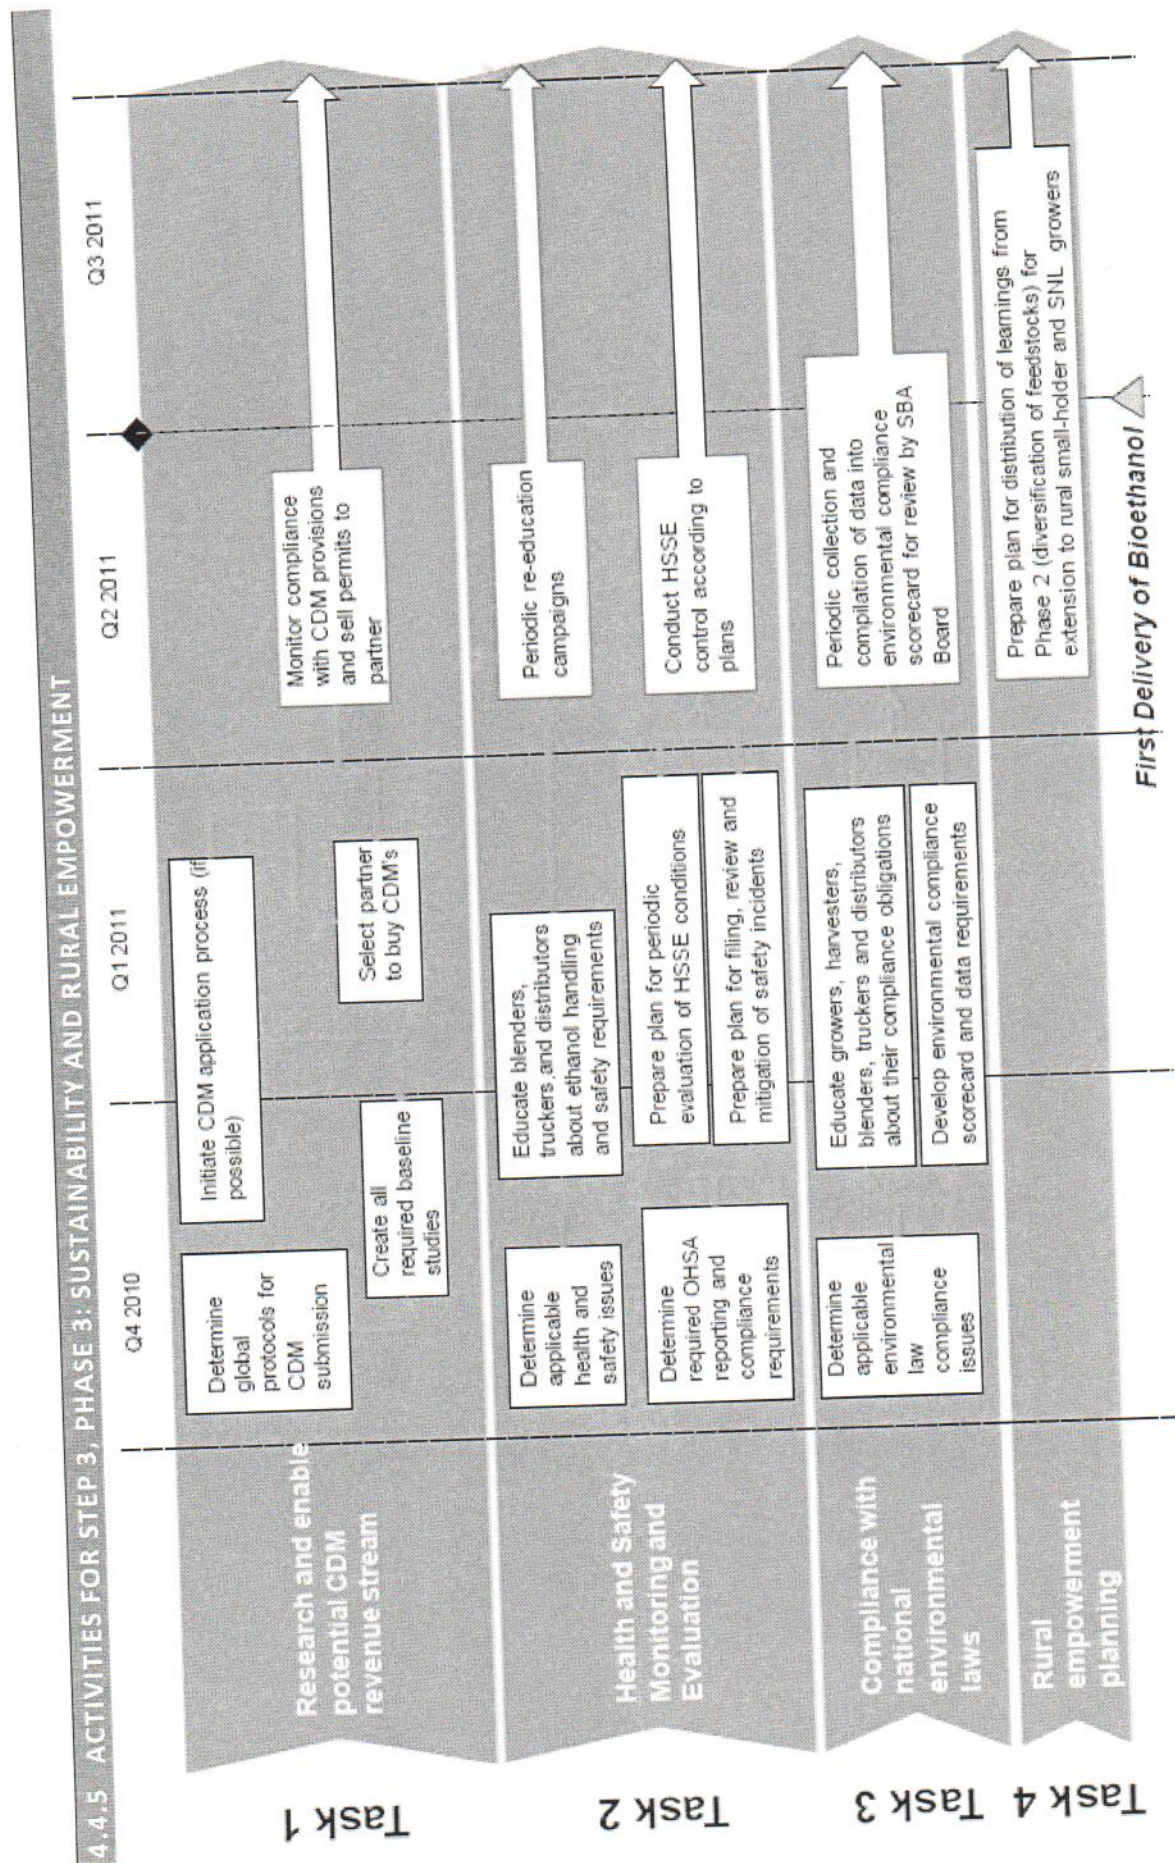 4.4.5 ACTIVITIES FOR STEP 3, PHASE 3: SUSTAINABILITY AND RURAL EMPOWERMENT
Q4 2010
Q1 2011
Q2 2011
Q3 2011
Task 1
Research and enable
potential CDM
revenue stream
Determine
global
protocols for
CDM
submission
Initiate CDM application process (if
possible)
Create all
required baseline
studies
Select partner
to buy CDM's
Monitor compliance
with CDM provisions
and sell permits to
partner
Task 2
Health and Safety
Monitoring and
Evaluation
Determine
applicable
health and
safety issues
Educate blenders,
truckers and distributors
about ethanol handling
and safety requirements
Periodic re-education
campaigns
Determine
required OHSA
reporting and
compliance
requirements
Prepare plan for periodic
evaluation of HSSE conditions
Prepare plan for filing, review and
mitigation of safety incidents
Conduct HSSE
control according to
plans
Task 3
Compliance with
national
environmental
laws
Determine
applicable
environmental
law
compliance
issues
Educate growers, harvesters,
blenders, truckers and distributors
about their compliance obligations
Develop environmental compliance
scorecard and data requirements
Periodic collection and
compilation of data into
environmental compliance
scorecard for review by SBA
Board
Task 4
Rural
empowerment
planning
Prepare plan for distribution of learnings from
Phase 2 (diversification of feedstocks) for
extension to rural small-holder and SNL growers
First Delivery of Bioethanol